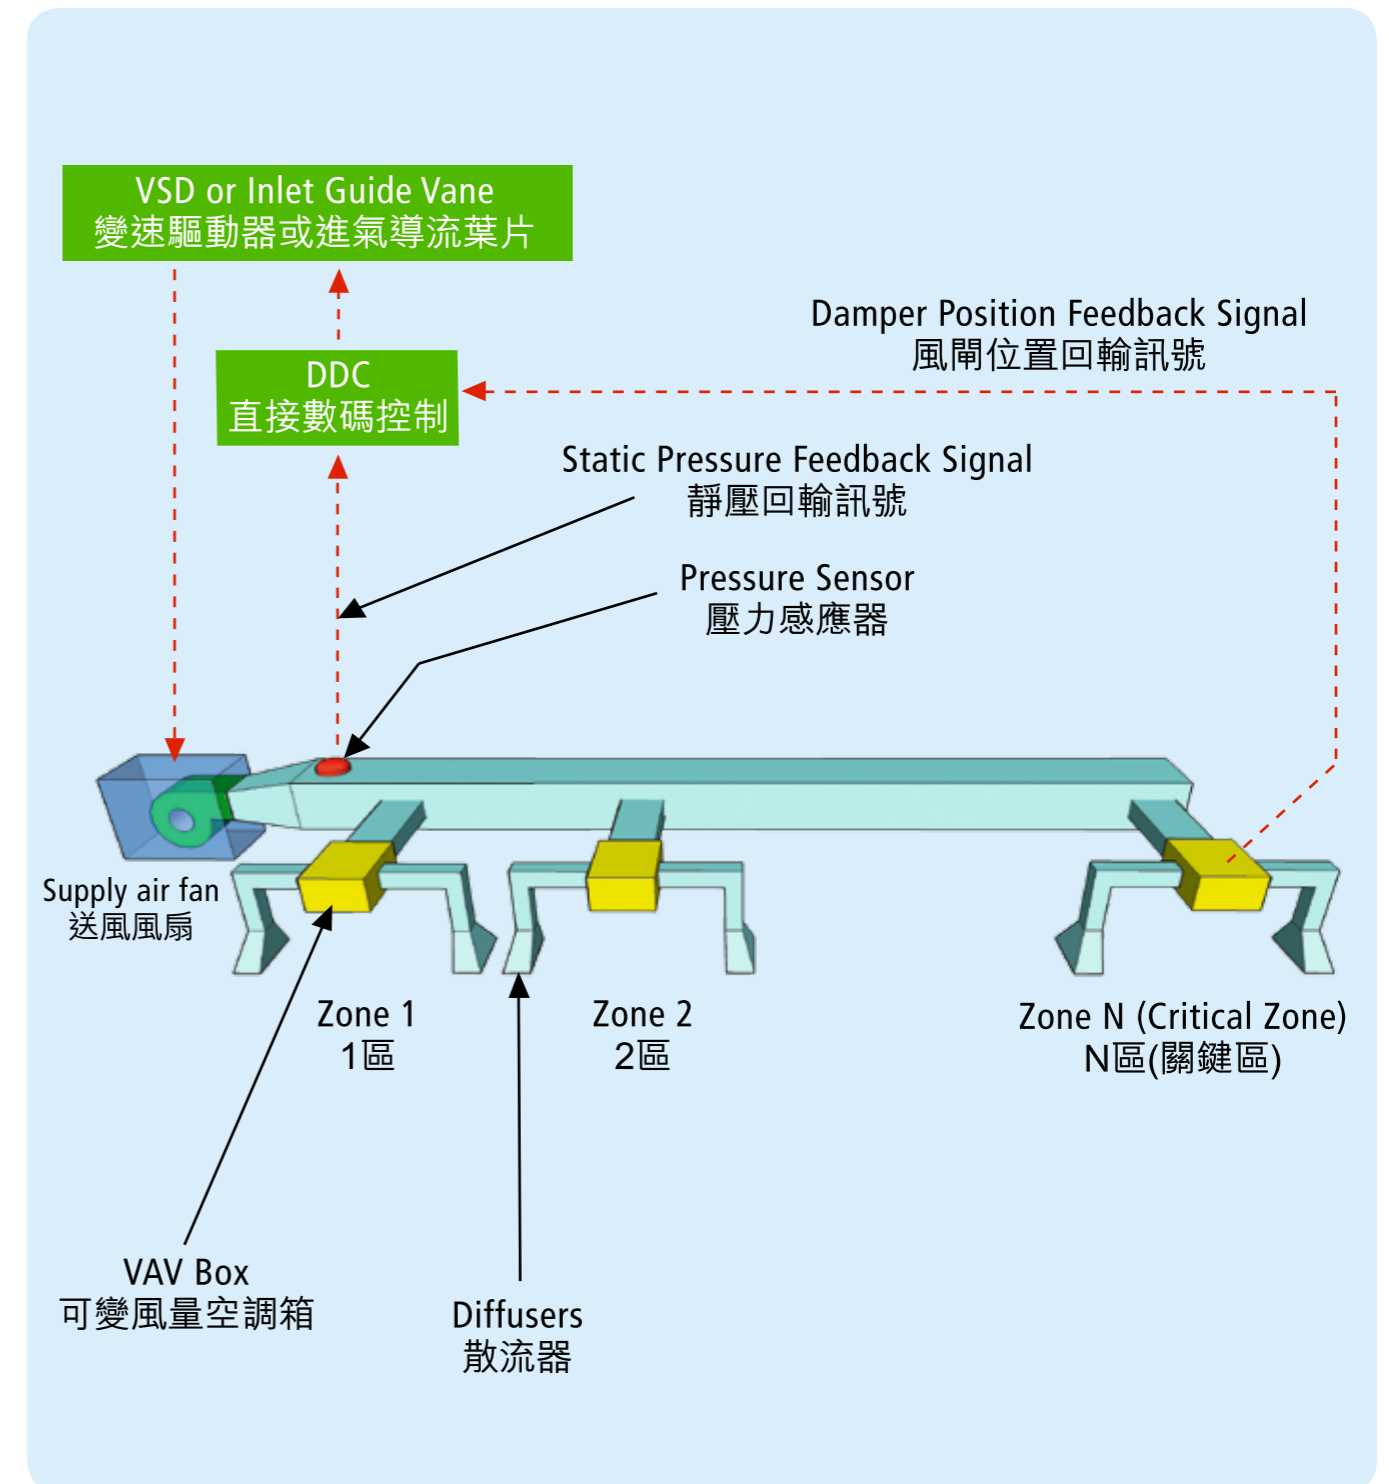 VSD or Inlet Guide Vane
變速驅動器或進氣導流葉片
Damper Position Feedback Signal
風閘位置回輸訊號
DDC
直接數碼控制
Static Pressure Feedback Signal
靜壓回輸訊號
Pressure Sensor
壓力感應器
Supply air fan
送風風扇
Zone 1
1區
Zone 2
2區
Zone N (Critical Zone)
N區(關鍵區)
VAV Box
可變風量空調箱
Diffusers
散流器